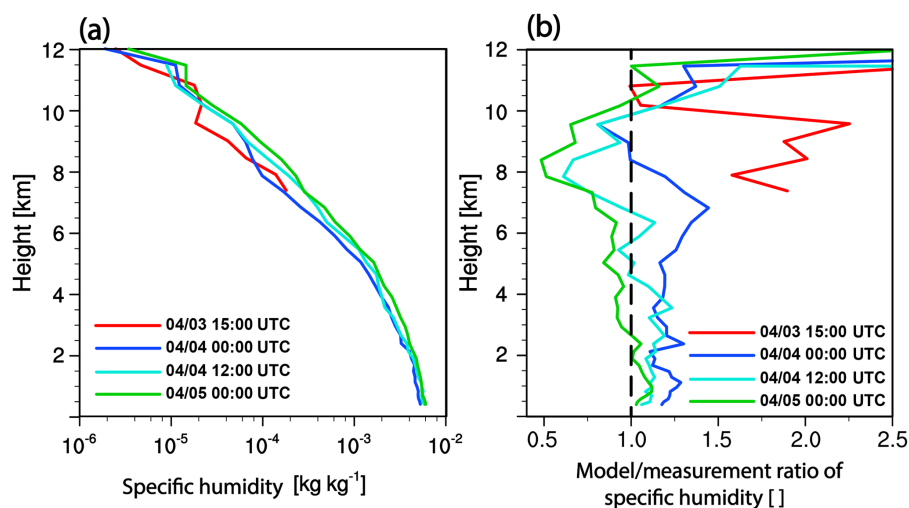 (a)
12
10
8
6
4
2
Height [km]
04/03 15:00 UTC
04/04 00:00 UTC
04/04 12:00 UTC
04/05 00:00 UTC
10⁻⁶ 10⁻⁵ 10⁻⁴ 10⁻³ 10⁻²
Specific humidity [kg kg⁻¹]
(b)
12
10
8
6
4
2
Height [km]
04/03 15:00 UTC
04/04 00:00 UTC
04/04 12:00 UTC
04/05 00:00 UTC
0.5 1.0 1.5 2.0 2.5
Model/measurement ratio of
specific humidity [ ]